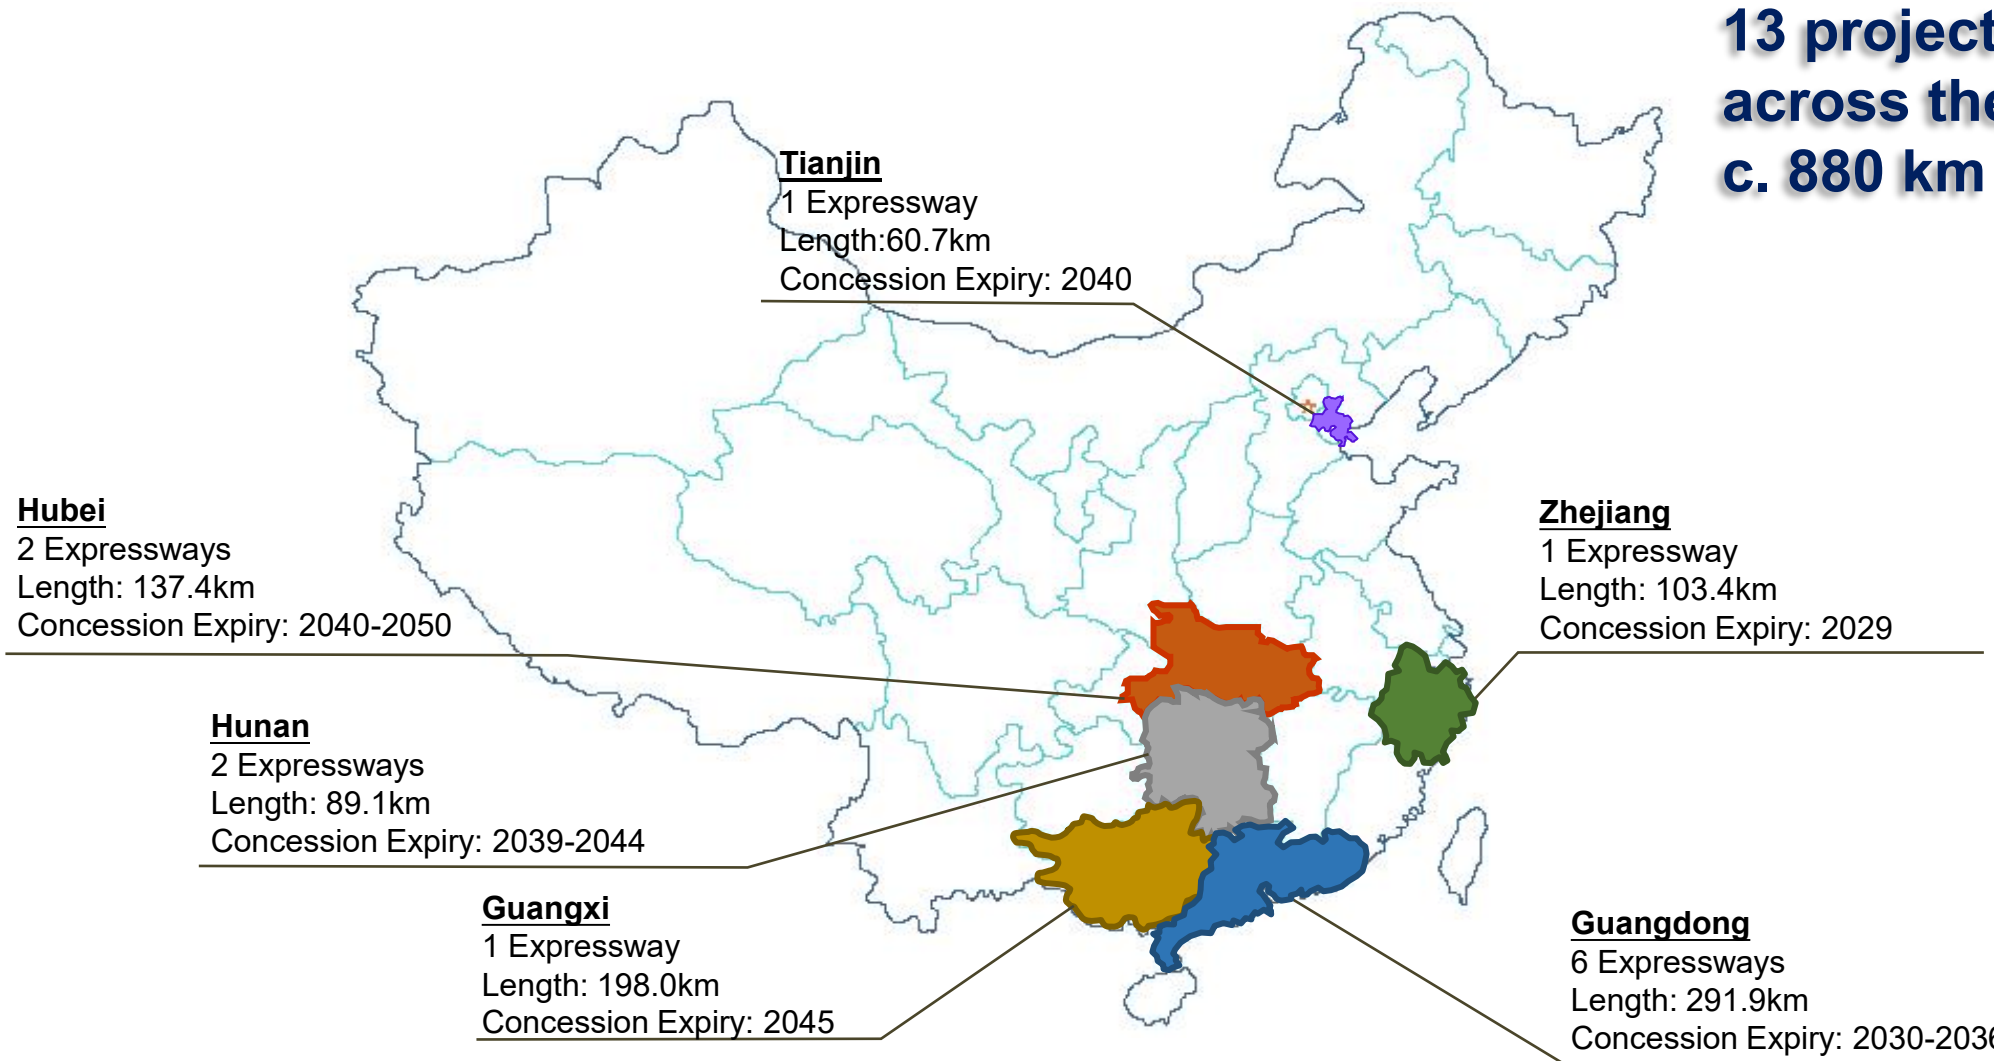 13 project
across the
c. 880 km
Tianjin
1 Expressway
Length:60.7km
Concession Expiry: 2040
Hubei
2 Expressways
Length: 137.4km
Concession Expiry: 2040-2050
Zhejiang
1 Expressway
Length: 103.4km
Concession Expiry: 2029
Hunan
2 Expressways
Length: 89.1km
Concession Expiry: 2039-2044
Guangxi
1 Expressway
Length: 198.0km
Concession Expiry: 2045
Guangdong
6 Expressways
Length: 291.9km
Concession Expiry: 2030-2036